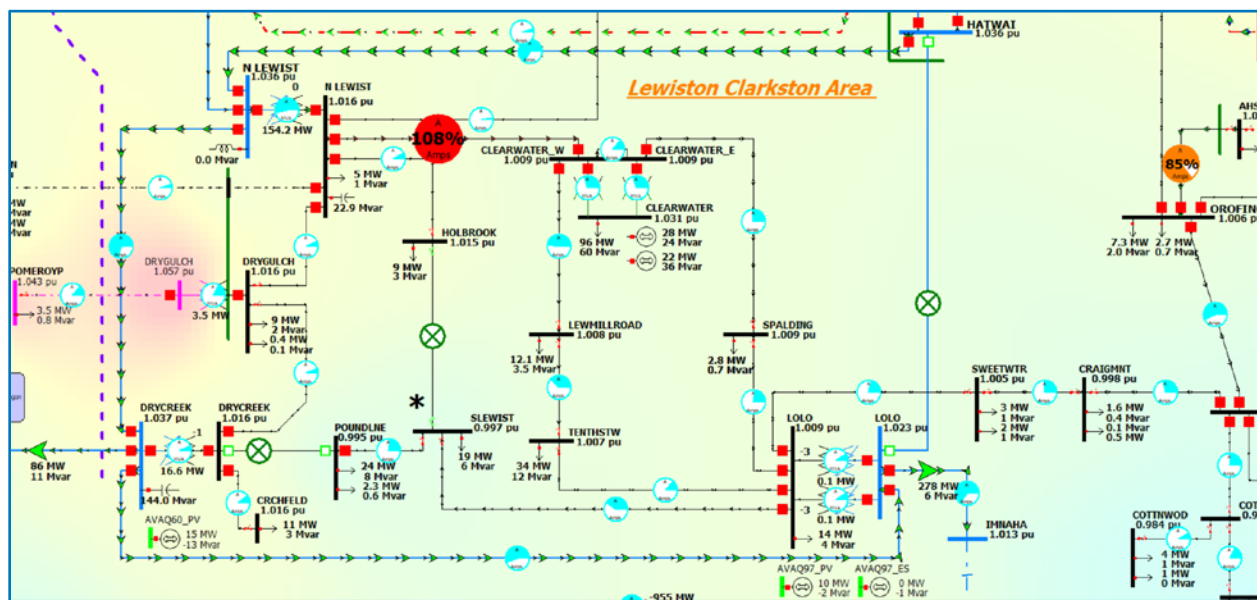 HATWAI
1.036 pu
N LEWIST
1.036 pu
0
154.2 MW
0.0 Mvar
N LEWIST
1.016 pu
Lewiston Clarkston Area
A
108%
Amps
CLEARWATER_W
1.009 pu
CLEARWATER_E
1.009 pu
5 MW
1 Mvar
22.9 Mvar
CLEARWATER
1.031 pu
96 MW
60 Mvar
28 MW
24 Mvar
22 MW
36 Mvar
85%
Amps
AHS
OROFINO
1.006 pu
7.3 MW
2.0 Mvar
2.7 MW
0.7 Mvar
MW
Mvar
MW
Mvar
HOLBROOK
1.015 pu
9 MW
3 Mvar
POMEROYP
1.043 pu
3.5 MW
0.8 Mvar
DRYGULCH
1.057 pu
3.5 MW
DRYGULCH
1.016 pu
9 MW
2 Mvar
0.4 MW
0.1 Mvar
LEWMILLROAD
1.008 pu
12.1 MW
3.5 Mvar
SPALDING
1.009 pu
2.8 MW
0.7 Mvar
SWEETWTR
1.005 pu
3 MW
1 Mvar
2 MW
1 Mvar
CRAIGMNT
0.998 pu
1.6 MW
0.4 Mvar
0.1 Mvar
0.5 MW
DRYCREEK
1.037 pu
86 MW
11 Mvar
1
16.6 MW
144.0 Mvar
DRYCREEK
1.016 pu
POUNDLNE
0.995 pu
24 MW
8 Mvar
2.3 MW
0.6 Mvar
*
SLEWIST
0.997 pu
19 MW
6 Mvar
TENTHSTW
1.007 pu
34 MW
12 Mvar
LOLO
1.009 pu
-3
0.1 MW
-3
0.1 MW
14 MW
4 Mvar
LOLO
1.023 pu
278 MW
6 Mvar
IMNAHA
1.013 pu
CRCHFELD
1.016 pu
11 MW
3 Mvar
AVAQ60_PV
15 MW
-13 Mvar
AVAQ97_PV
10 MW
-2 Mvar
AVAQ97_ES
0 MW
-1 Mvar
COTTNWOD
0.984 pu
4 MW
1 Mvar
1 MW
0 Mvar
-955 MW